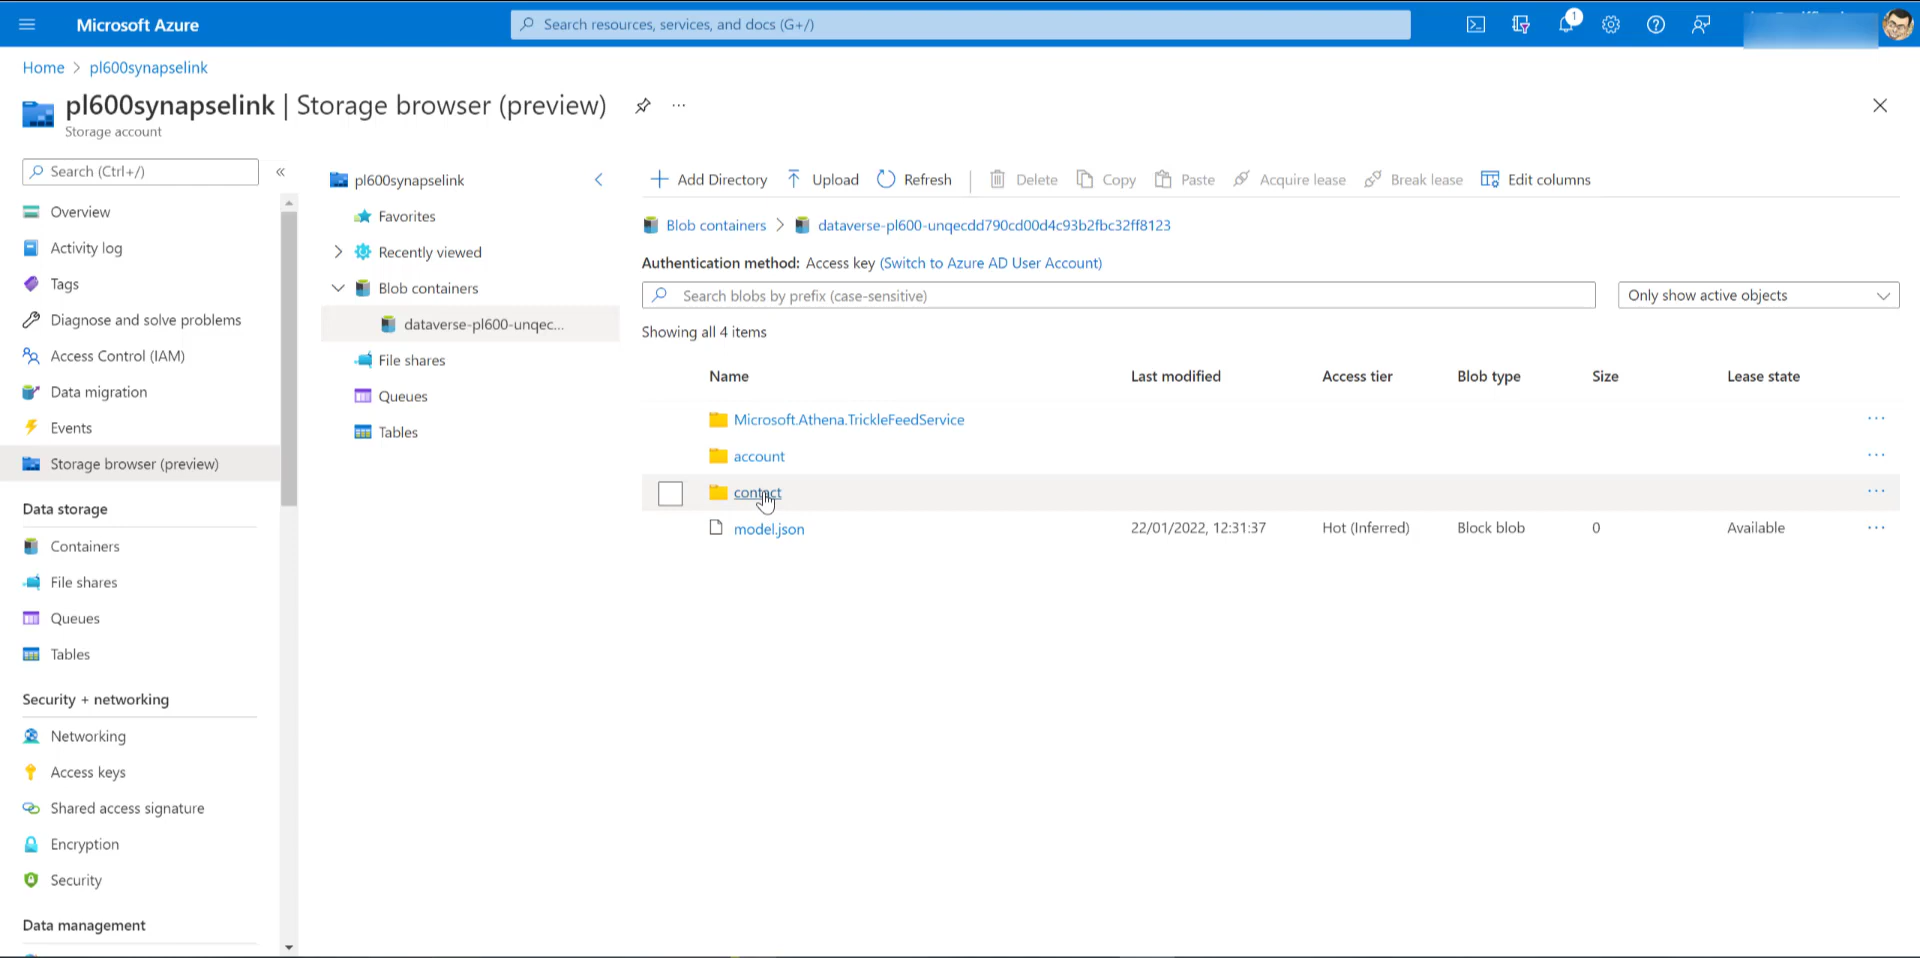 Microsoft Azure
Search resources, services, and docs (G+/)
1
Home > pl600synapselink
pl600synapselink | Storage browser (preview)
Storage account
Search (Ctrl+/)
Overview
Activity log
Tags
Diagnose and solve problems
Access Control (IAM)
Data migration
Events
Storage browser (preview)
Data storage
Containers
File shares
Queues
Tables
Security + networking
Networking
Access keys
Shared access signature
Encryption
Security
Data management
pl600synapselink
Favorites
Recently viewed
Blob containers
dataverse-pl600-unqec...
File shares
Queues
Tables
Add Directory Upload Refresh Delete Copy Paste Acquire lease Break lease Edit columns
Blob containers > dataverse-pl600-unqecdd790cd00d4c93b2fbc32ff8123
Authentication method: Access key (Switch to Azure AD User Account)
Search blobs by prefix (case-sensitive)
Only show active objects
Showing all 4 items
Name Last modified Access tier Blob type Size Lease state
Microsoft.Athena.TrickleFeedService
account
contact
model.json 22/01/2022, 12:31:37 Hot (Inferred) Block blob 0 Available